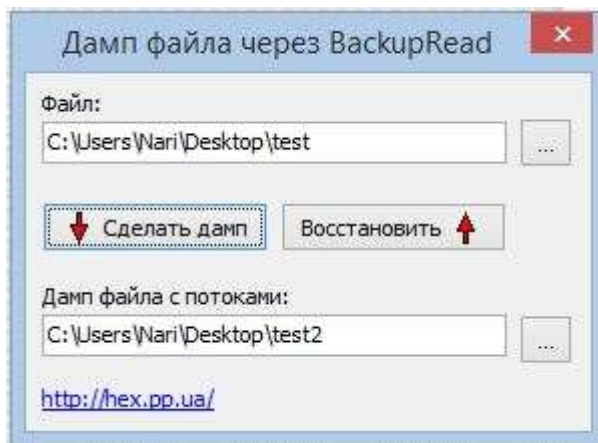 Дамп файла через BackupRead
Файл:
C:\Users\Nari\Desktop\test
...
Сделать дамп
Восстановить
Дамп файла с потоками:
C:\Users\Nari\Desktop\test2
...
http://hex.pp.ua/